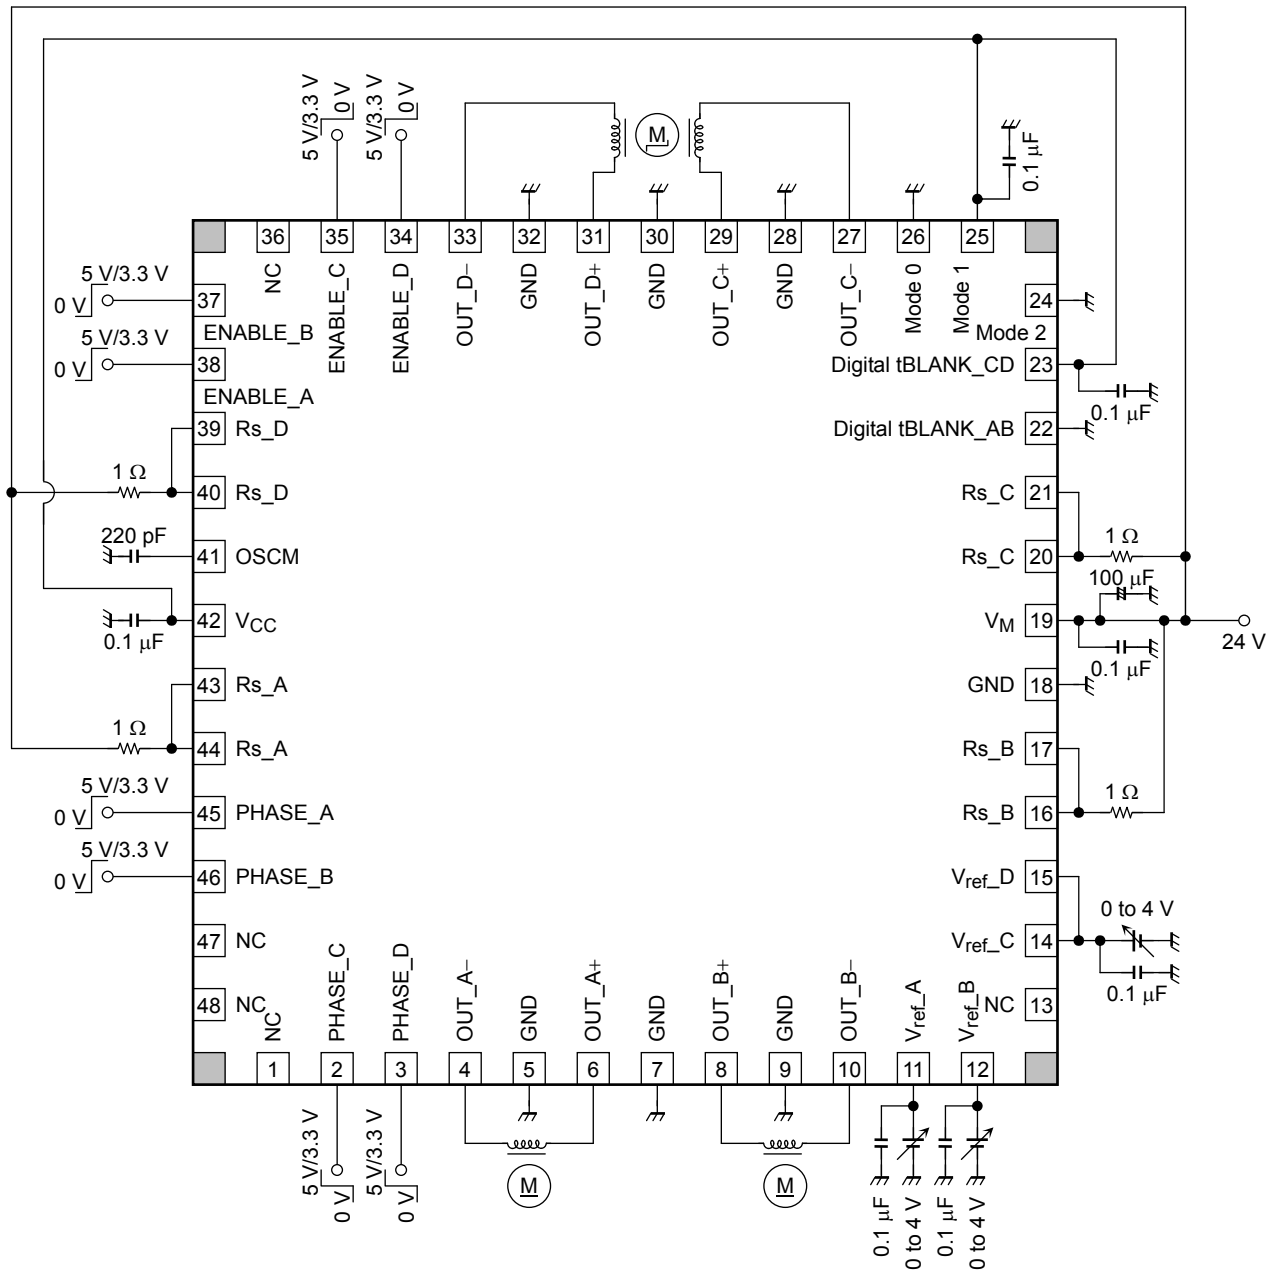 5 V/3.3 V
0 V
5 V/3.3 V
0 V
M
M
0.1 μF
36
35
34
33
32
31
30
29
28
27
26
25
NC
ENABLE_C
ENABLE_D
OUT_D−
GND
OUT_D+
GND
OUT_C+
GND
OUT_C−
Mode 0
Mode 1
5 V/3.3 V
0 V
37
ENABLE_B
5 V/3.3 V
0 V
38
ENABLE_A
39 Rs_D
1 Ω
40 Rs_D
220 pF
41 OSCM
42 VCC
0.1 μF
43 Rs_A
1 Ω
44 Rs_A
5 V/3.3 V
0 V
45 PHASE_A
5 V/3.3 V
0 V
46 PHASE_B
47 NC
48 NC
24
Mode 2
Digital tBLANK_CD 23
0.1 μF
Digital tBLANK_AB 22
Rs_C 21
1 Ω
Rs_C 20
100 μF
VM 19
24 V
0.1 μF
GND 18
Rs_B 17
1 Ω
Rs_B 16
Vref_D 15
0 to 4 V
Vref_C 14
0.1 μF
NC 13
NC
PHASE_C
PHASE_D
OUT_A−
GND
OUT_A+
GND
OUT_B+
GND
OUT_B−
Vref_A
Vref_B
1
2
3
4
5
6
7
8
9
10
11
12
5 V/3.3 V
0 V
5 V/3.3 V
0 V
M
M
0.1 μF
0 to 4 V
0.1 μF
0 to 4 V